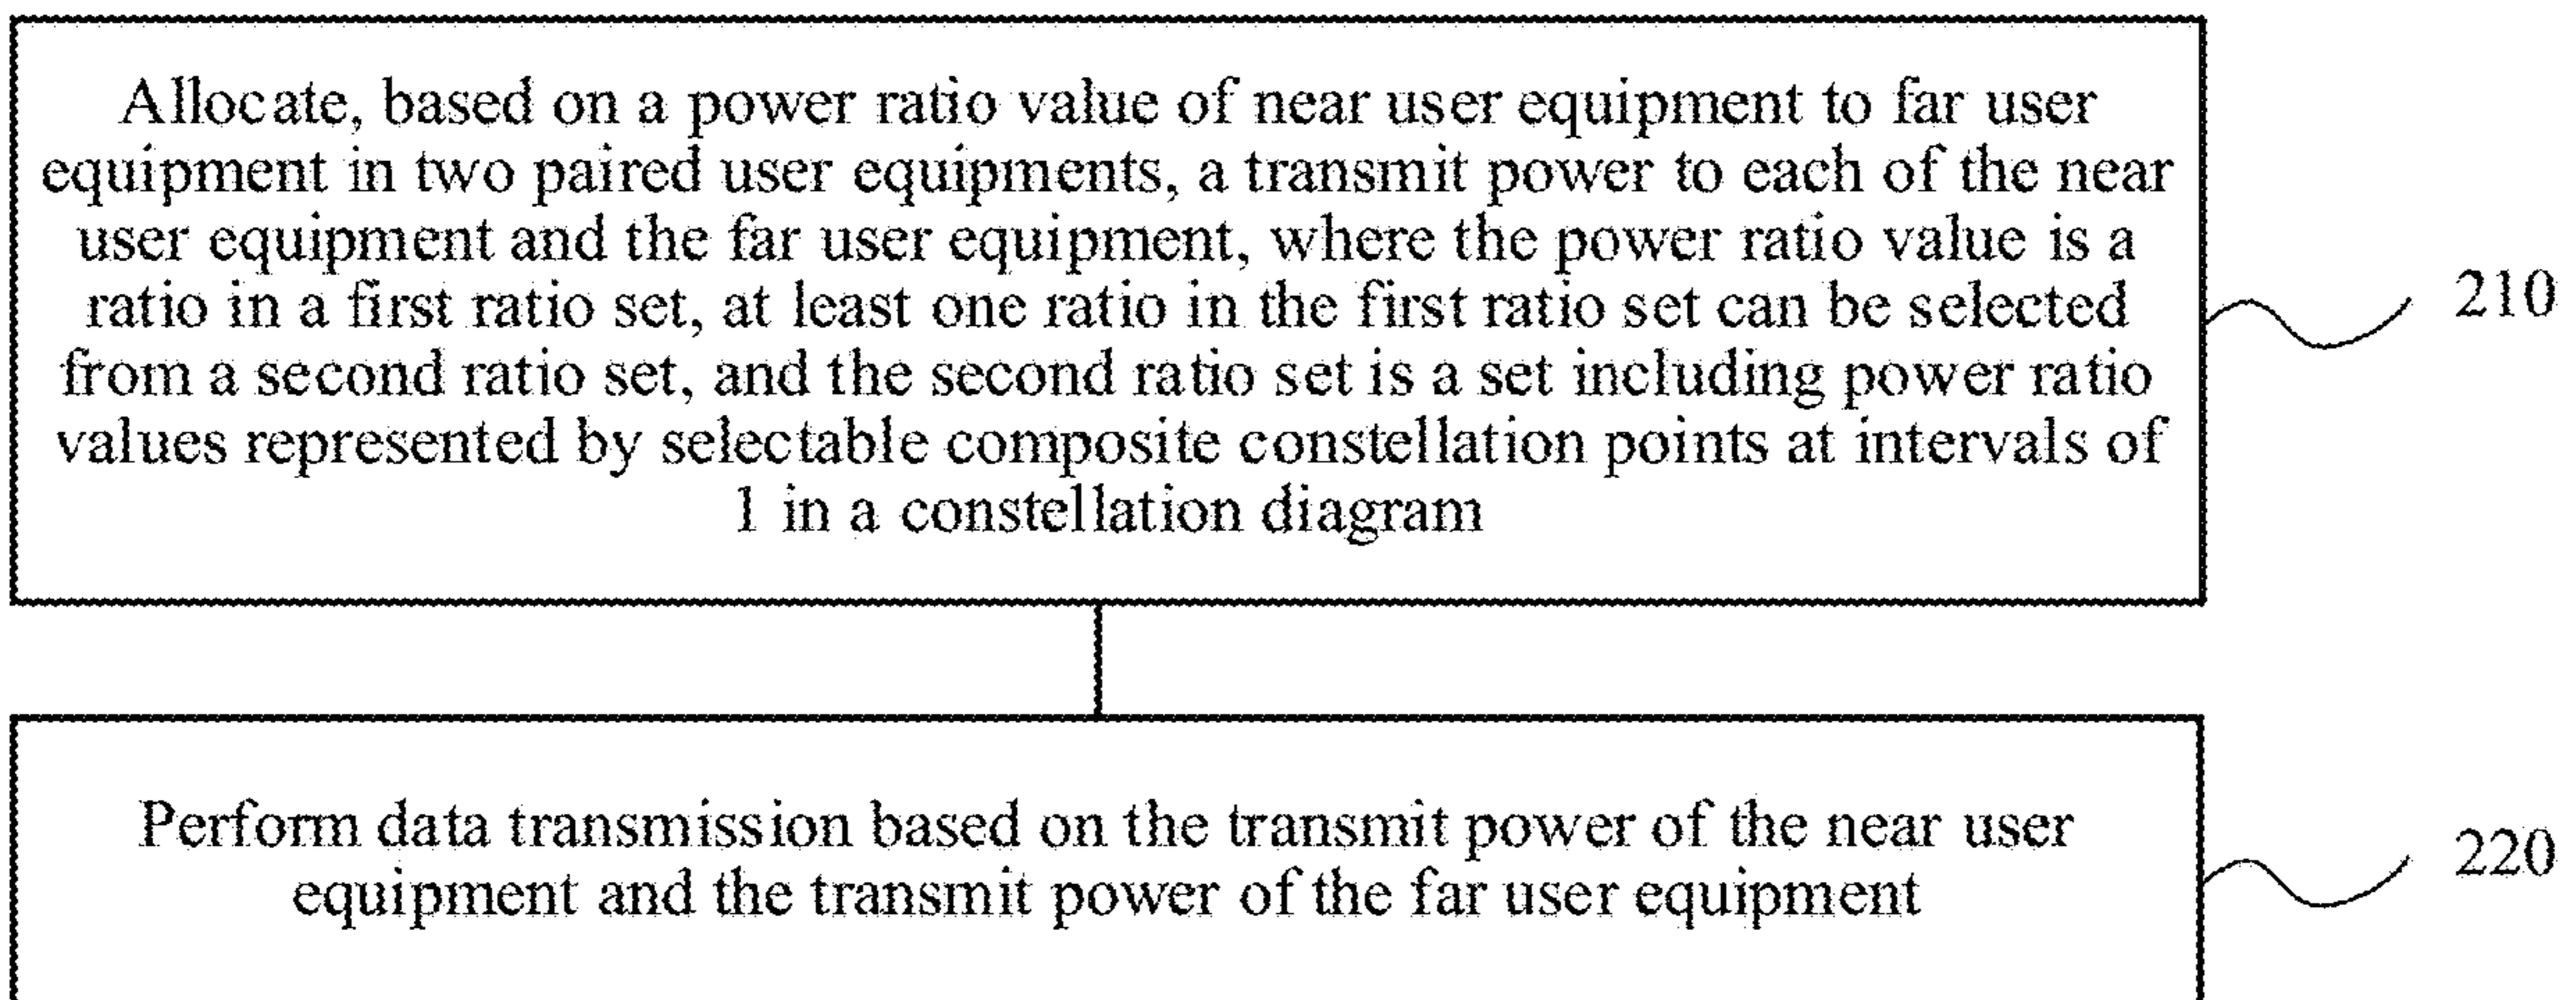 Allocate, based on a power ratio value of near user equipment to far user
equipment in two paired user equipments, a transmit power to each of the near
user equipment and the far user equipment, where the power ratio value is a
ratio in a first ratio set, at least one ratio in the first ratio set can be selected
from a second ratio set, and the second ratio set is a set including power ratio
values represented by selectable composite constellation points at intervals of
1 in a constellation diagram
210
Perform data transmission based on the transmit power of the near user
equipment and the transmit power of the far user equipment
220